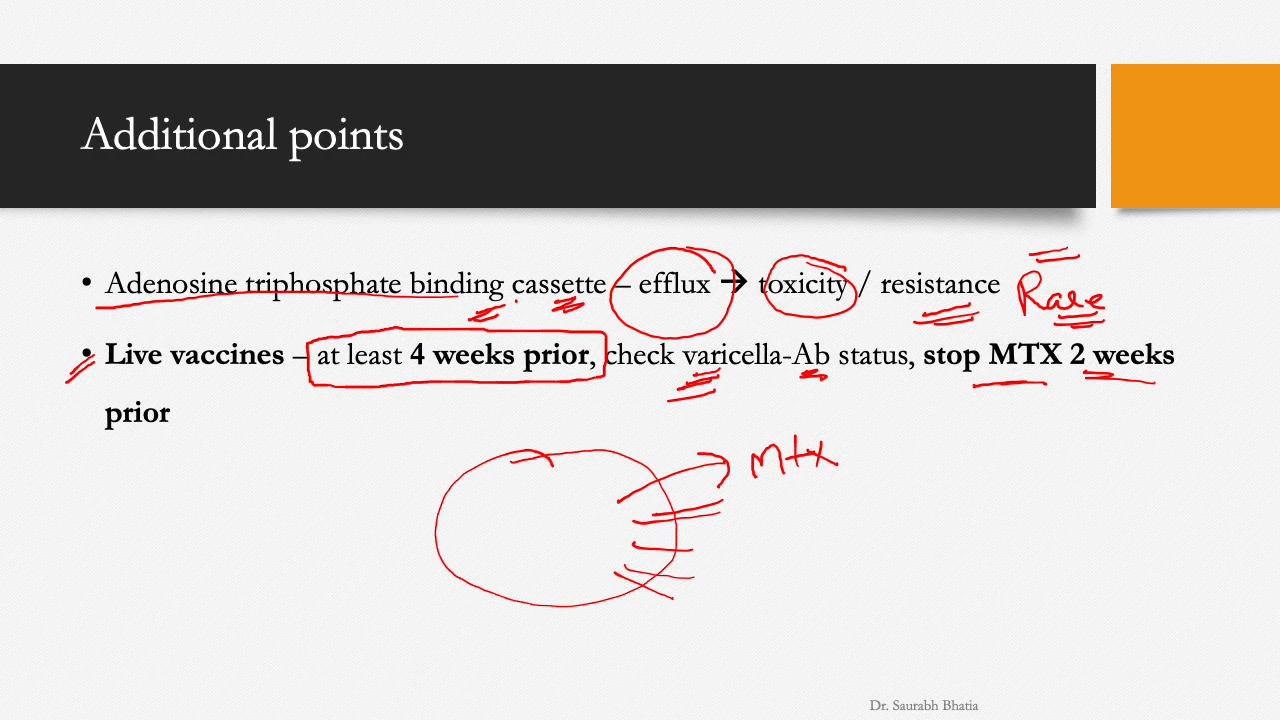 Additional points
• Adenosine triphosphate binding cassette – efflux → toxicity / resistance Rare
• Live vaccines – at least 4 weeks prior, check varicella-Ab status, stop MTX 2 weeks
prior
Mtx
Dr. Saurabh Bhatia